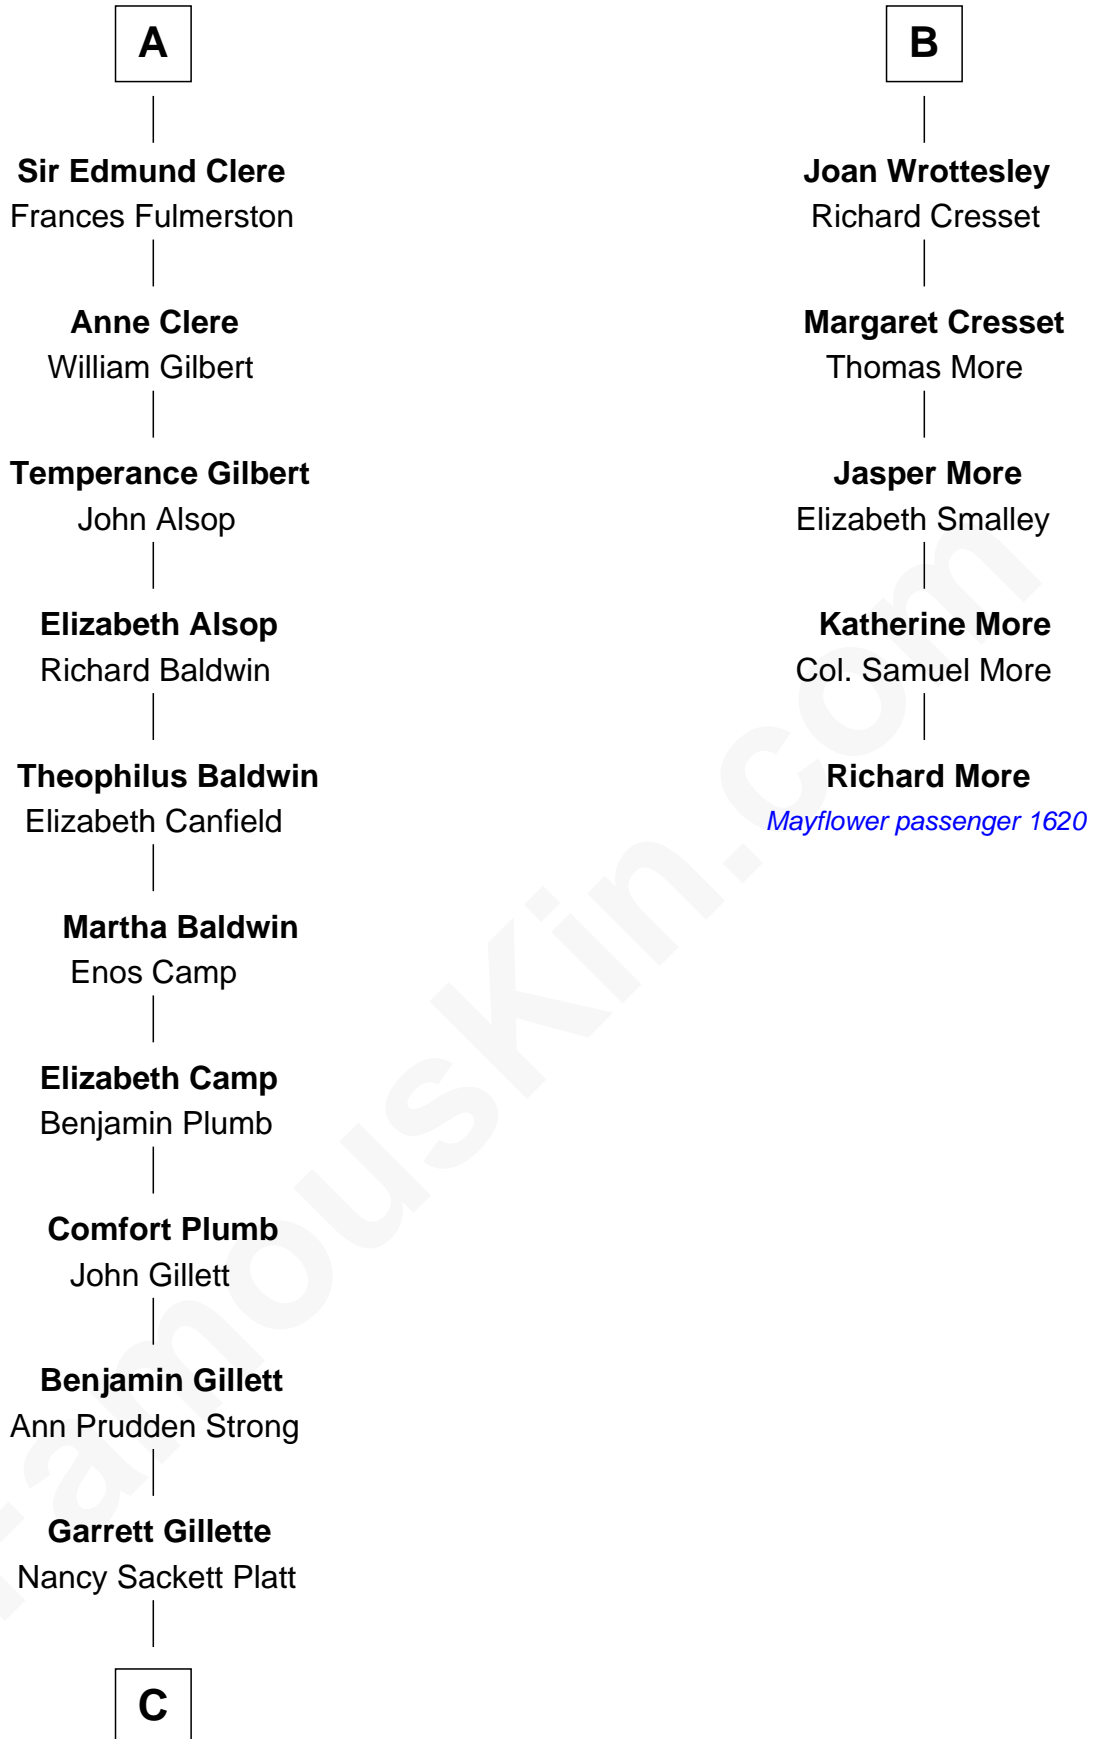 A
Sir Edmund Clere
Frances Fulmerston
Anne Clere
William Gilbert
Temperance Gilbert
John Alsop
Elizabeth Alsop
Richard Baldwin
Theophilus Baldwin
Elizabeth Canfield
Martha Baldwin
Enos Camp
Elizabeth Camp
Benjamin Plumb
Comfort Plumb
John Gillett
Benjamin Gillett
Ann Prudden Strong
Garrett Gillette
Nancy Sackett Platt
C
B
Joan Wrottesley
Richard Cresset
Margaret Cresset
Thomas More
Jasper More
Elizabeth Smalley
Katherine More
Col. Samuel More
Richard More
Mayflower passenger 1620
FamousKin.com